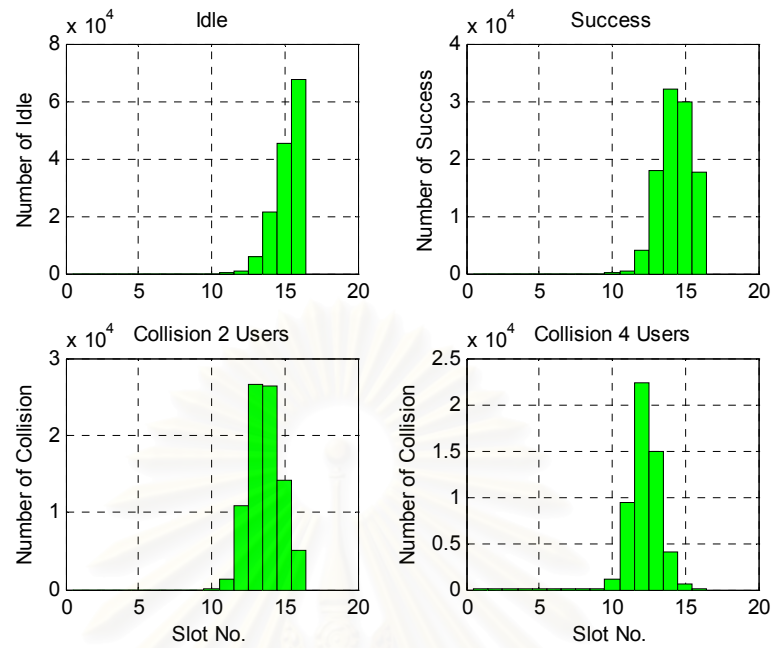 x 10^4 Idle
8
6
4
2
0
Number of Idle
0 5 10 15 20
x 10^4 Success
4
3
2
1
0
Number of Success
0 5 10 15 20
x 10^4 Collision 2 Users
3
2
1
0
Number of Collision
0 5 10 15 20
Slot No.
x 10^4 Collision 4 Users
2.5
2
1.5
1
0.5
0
Number of Collision
0 5 10 15 20
Slot No.